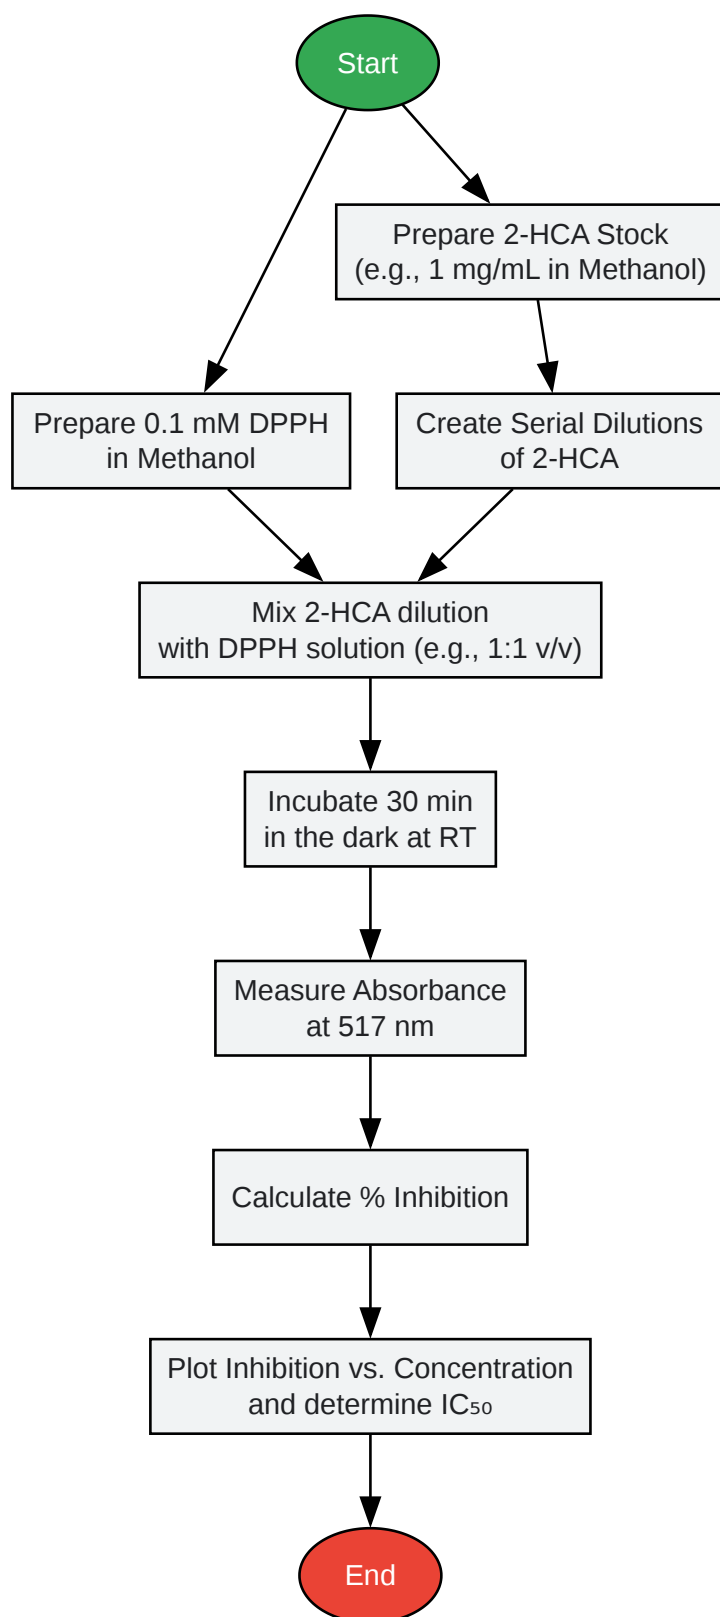 Start
Prepare 2-HCA Stock
(e.g., 1 mg/mL in Methanol)
Prepare 0.1 mM DPPH
in Methanol
Create Serial Dilutions
of 2-HCA
Mix 2-HCA dilution
with DPPH solution (e.g., 1:1 v/v)
Incubate 30 min
in the dark at RT
Measure Absorbance
at 517 nm
Calculate % Inhibition
Plot Inhibition vs. Concentration
and determine IC₅₀
End